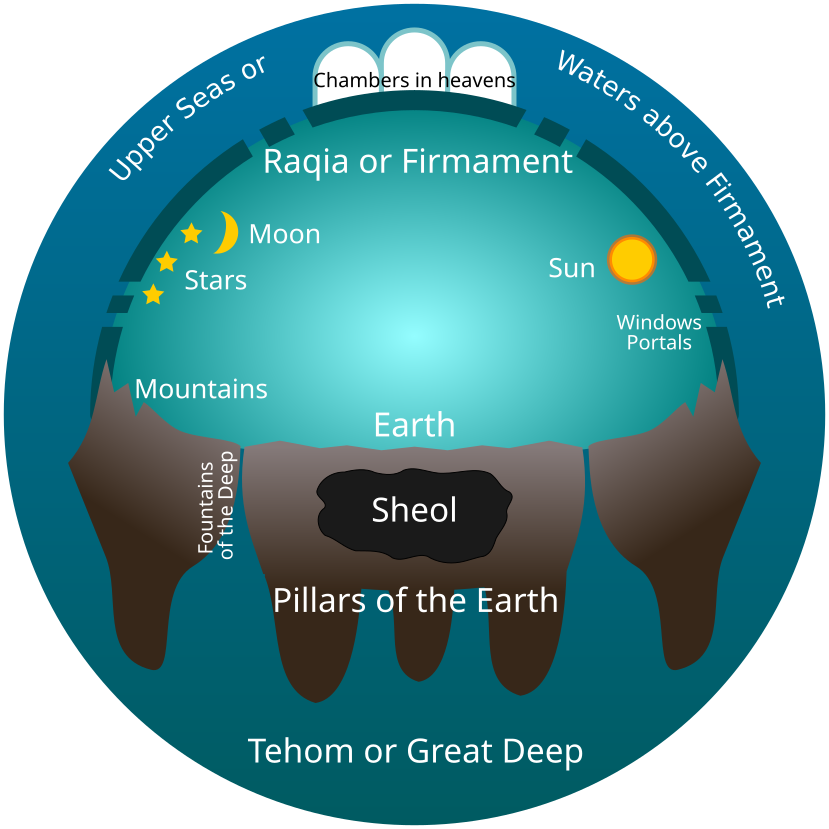 Upper Seas or
Waters above Firmament
Chambers in heavens
Raqia or Firmament
Moon
Stars
Sun
Windows
Portals
Mountains
Earth
Fountains
of the Deep
Sheol
Pillars of the Earth
Tehom or Great Deep